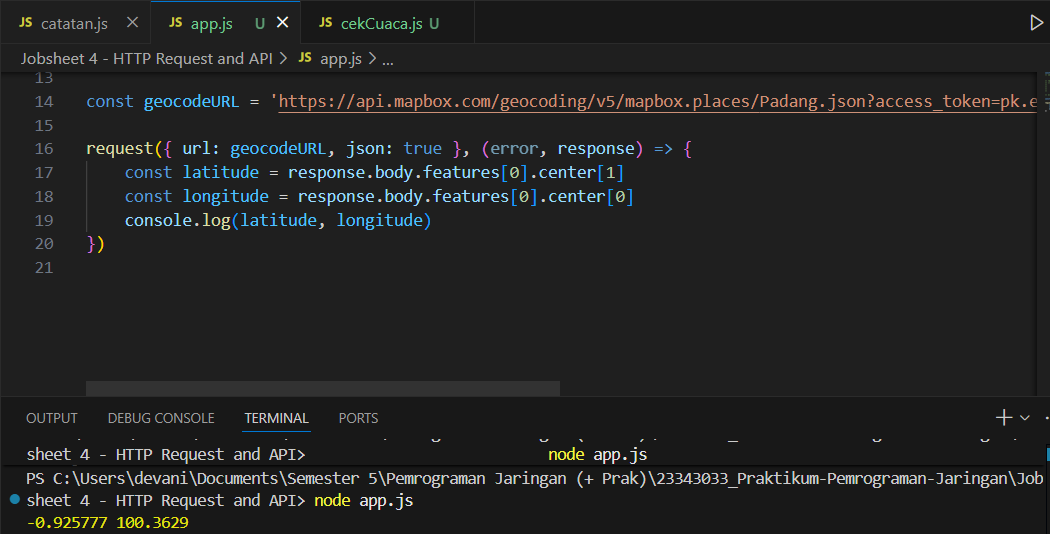 JS catatan.js × JS app.js U × JS cekCuaca.js U
Jobsheet 4 - HTTP Request and API > JS app.js > ...
13
14 const geocodeURL = 'https://api.mapbox.com/geocoding/v5/mapbox.places/Padang.json?access_token=pk.e
15
16 request({ url: geocodeURL, json: true }, (error, response) => {
17 const latitude = response.body.features[0].center[1]
18 const longitude = response.body.features[0].center[0]
19 console.log(latitude, longitude)
20 })
21
OUTPUT DEBUG CONSOLE TERMINAL PORTS
sheet 4 - HTTP Request and API> node app.js
PS C:\Users\devani\Documents\Semester 5\Pemrograman Jaringan (+ Prak)\23343033_Praktikum-Pemrograman-Jaringan\Job
sheet 4 - HTTP Request and API> node app.js
-0.925777 100.3629